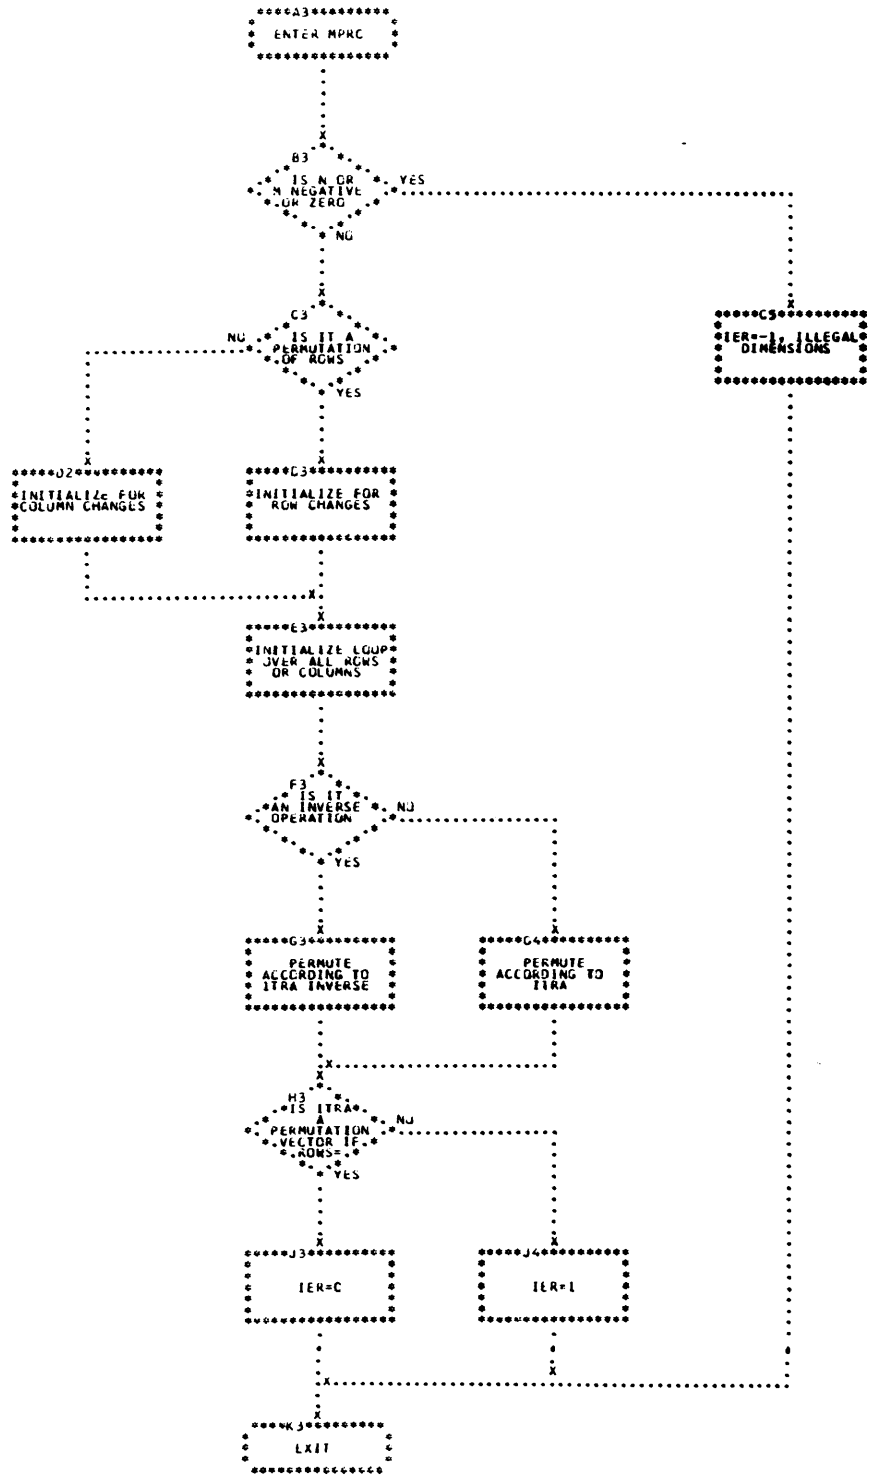 A3
ENTER MPRC
B3
IS N OR
M NEGATIVE
OR ZERO
YES
NO
C3
IS IT A
PERMUTATION
OF ROWS
NO
YES
C5
IER=-1, ILLEGAL
DIMENSIONS
D2
INITIALIZE FOR
COLUMN CHANGES
D3
INITIALIZE FOR
ROW CHANGES
E3
INITIALIZE LOOP
OVER ALL ROWS
OR COLUMNS
F3
IS IT
AN INVERSE
OPERATION
NO
YES
G3
PERMUTE
ACCORDING TO
ITRA INVERSE
G4
PERMUTE
ACCORDING TO
ITRA
H3
IS ITRA
A
PERMUTATION
VECTOR IF
ROWS=
NO
YES
J3
IER=0
J4
IER=1
K3
EXIT